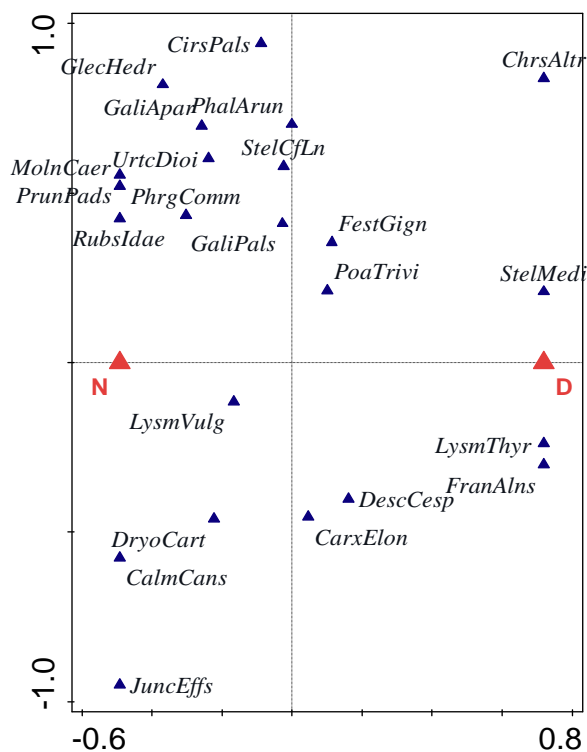 1.0
CirsPals
GlecHedr
ChrsAltr
GaliApar
PhalArun
StelCfLn
UrtcDioi
MolnCaer
PrunPads
PhrgComm
RubsIdae
GaliPals
FestGign
PoaTrivi
StelMedi
N
D
LysmVulg
LysmThyr
FranAlns
DescCesp
DryoCart
CarxElon
CalmCans
JuncEffs
-1.0
-0.6
0.8